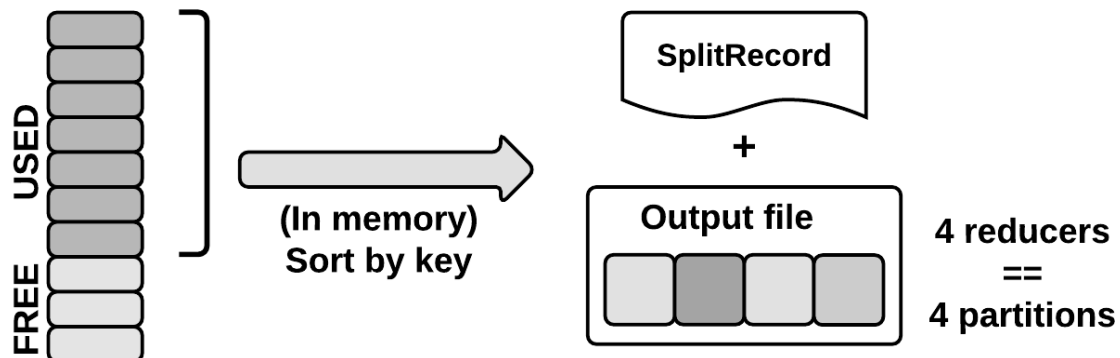 USED
FREE
(In memory)
Sort by key
SplitRecord
+
Output file
4 reducers
==
4 partitions